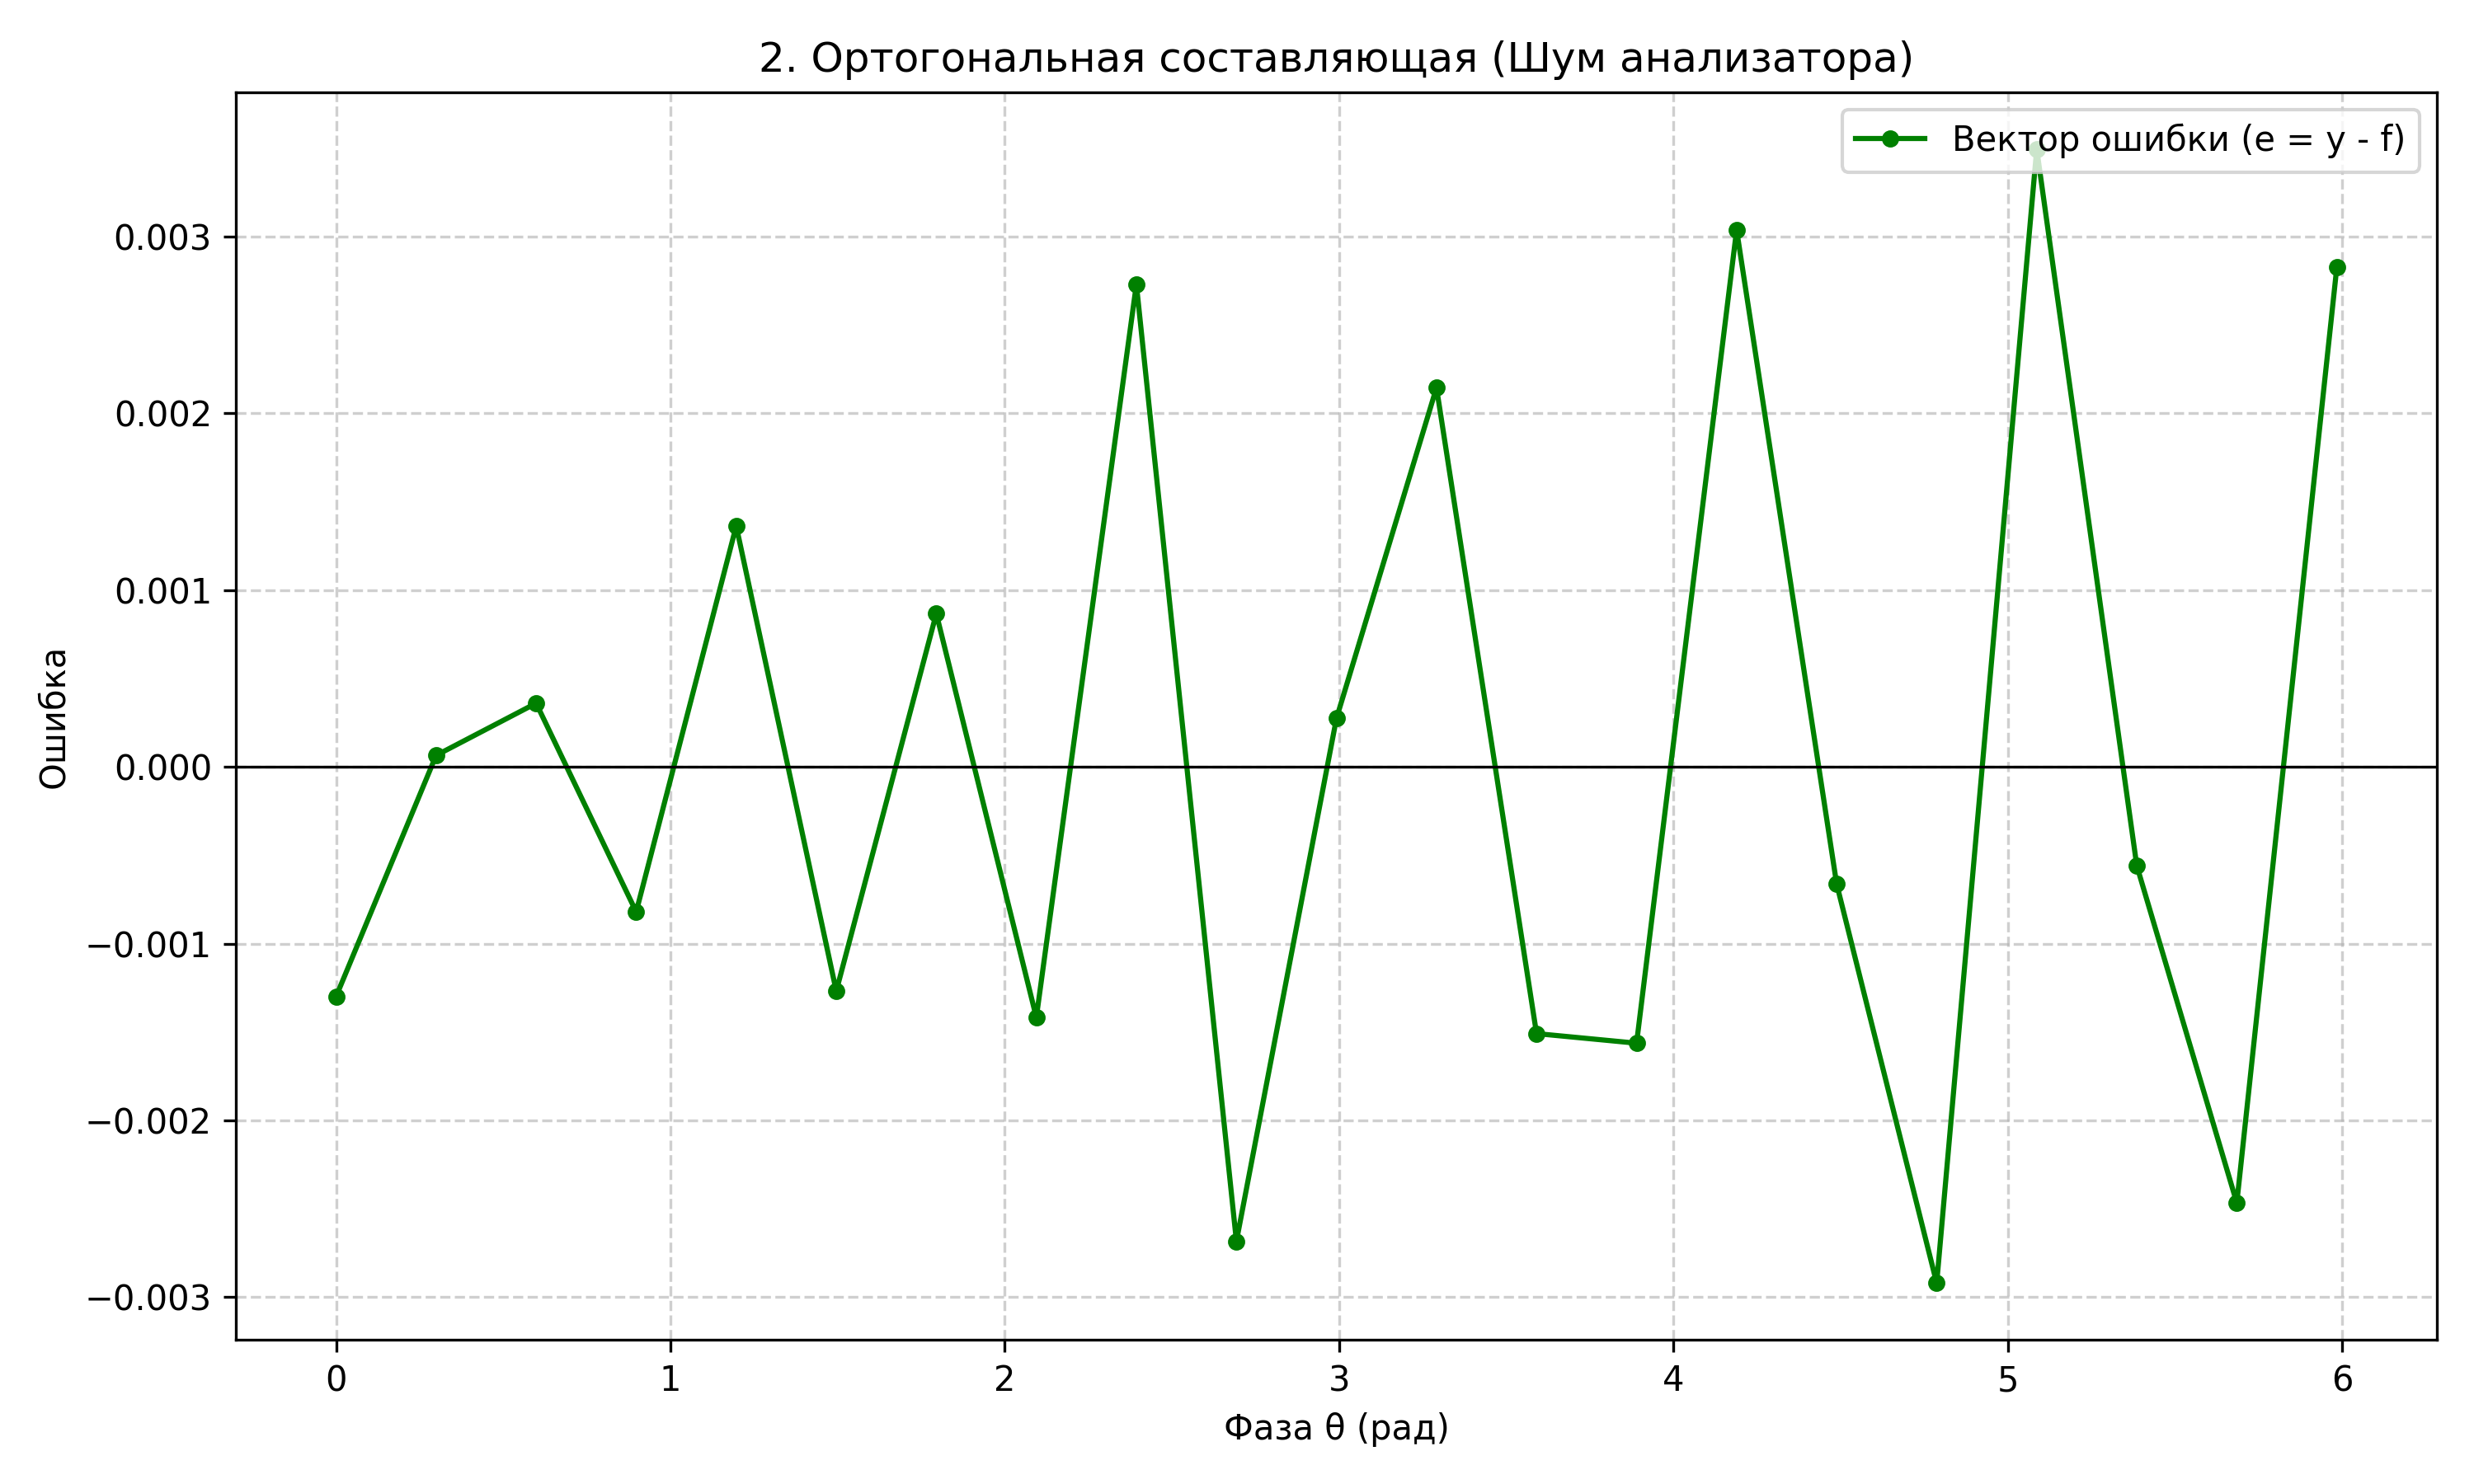 2. Ортогональная составляющая (Шум анализатора)
Вектор ошибки (e = y - f)
0.003
0.002
0.001
0.000
−0.001
−0.002
−0.003
Ошибка
0 1 2 3 4 5 6
Фаза θ (рад)